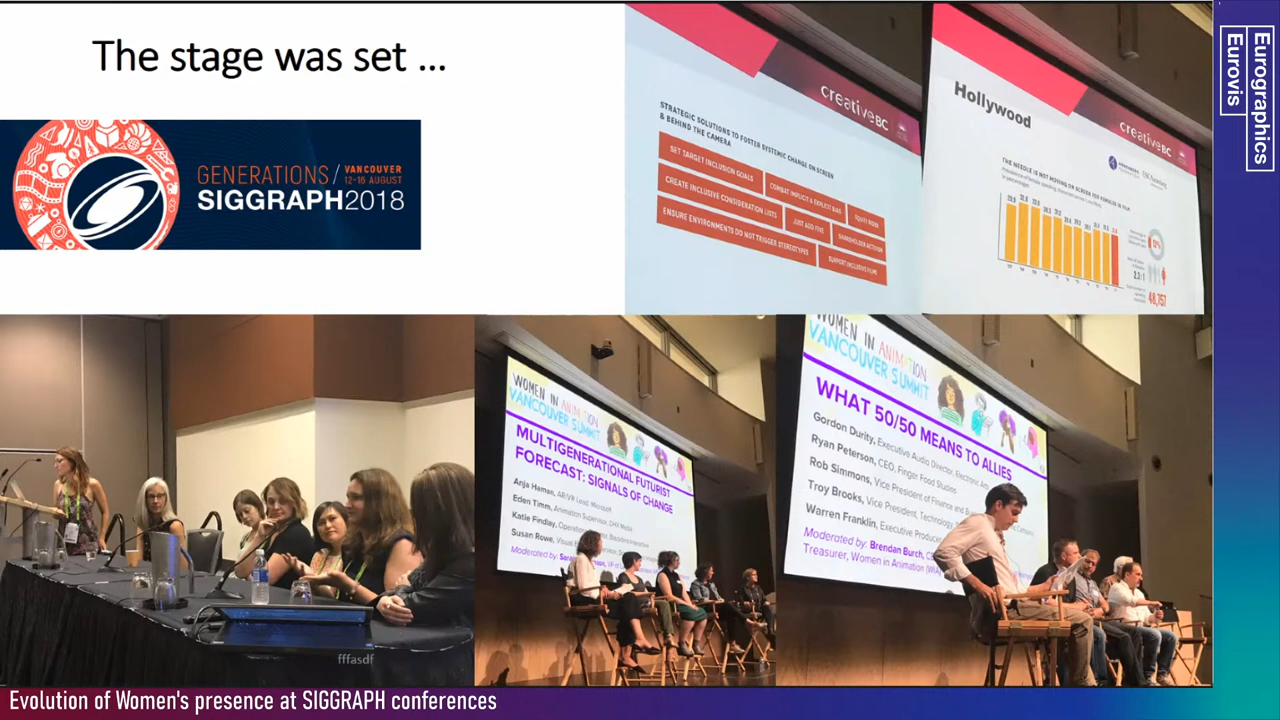 The stage was set ...
GENERATIONS / VANCOUVER
12-16 AUGUST
SIGGRAPH2018
creativeBC
STRATEGIC SOLUTIONS TO FOSTER SYSTEMIC CHANGE ON SCREEN
& BEHIND THE CAMERA
SET TARGET INCLUSION GOALS
COMBAT IMPLICIT & EXPLICIT BIAS
EQUITY RIDER
CREATE INCLUSIVE CONSIDERATION LISTS
JUST ADD FIVE
SHAREHOLDER ACTIVISM
ENSURE ENVIRONMENTS DO NOT TRIGGER STEREOTYPES
SUPPORT INCLUSIVE FILMS
creativeBC
Hollywood
THE NEEDLE IS NOT MOVING ON SCREEN FOR FEMALES IN FILM
48,757
Eurographics
Eurovis
WOMEN IN ANIMATION
VANCOUVER SUMMIT
MULTIGENERATIONAL FUTURIST
FORECAST: SIGNALS OF CHANGE
Anja Haman, AR/VR Lead, Microsoft
Eden Timm, Animation Supervisor, DHX Media
Katie Findlay,
Susan Rowe,
Moderated by:
WOMEN IN ANIMATION
VANCOUVER SUMMIT
WHAT 50/50 MEANS TO ALLIES
Gordon Durity, Executive Audio Director, Electronic Arts
Ryan Peterson, CEO, Finger Food Studios
Rob Simmons, Vice President of Finance and
Troy Brooks, Vice President, Technology
Warren Franklin, Executive
Moderated by: Brendan Burch,
Treasurer, Women in Animation (WIA)
fffasdf
Evolution of Women's presence at SIGGRAPH conferences